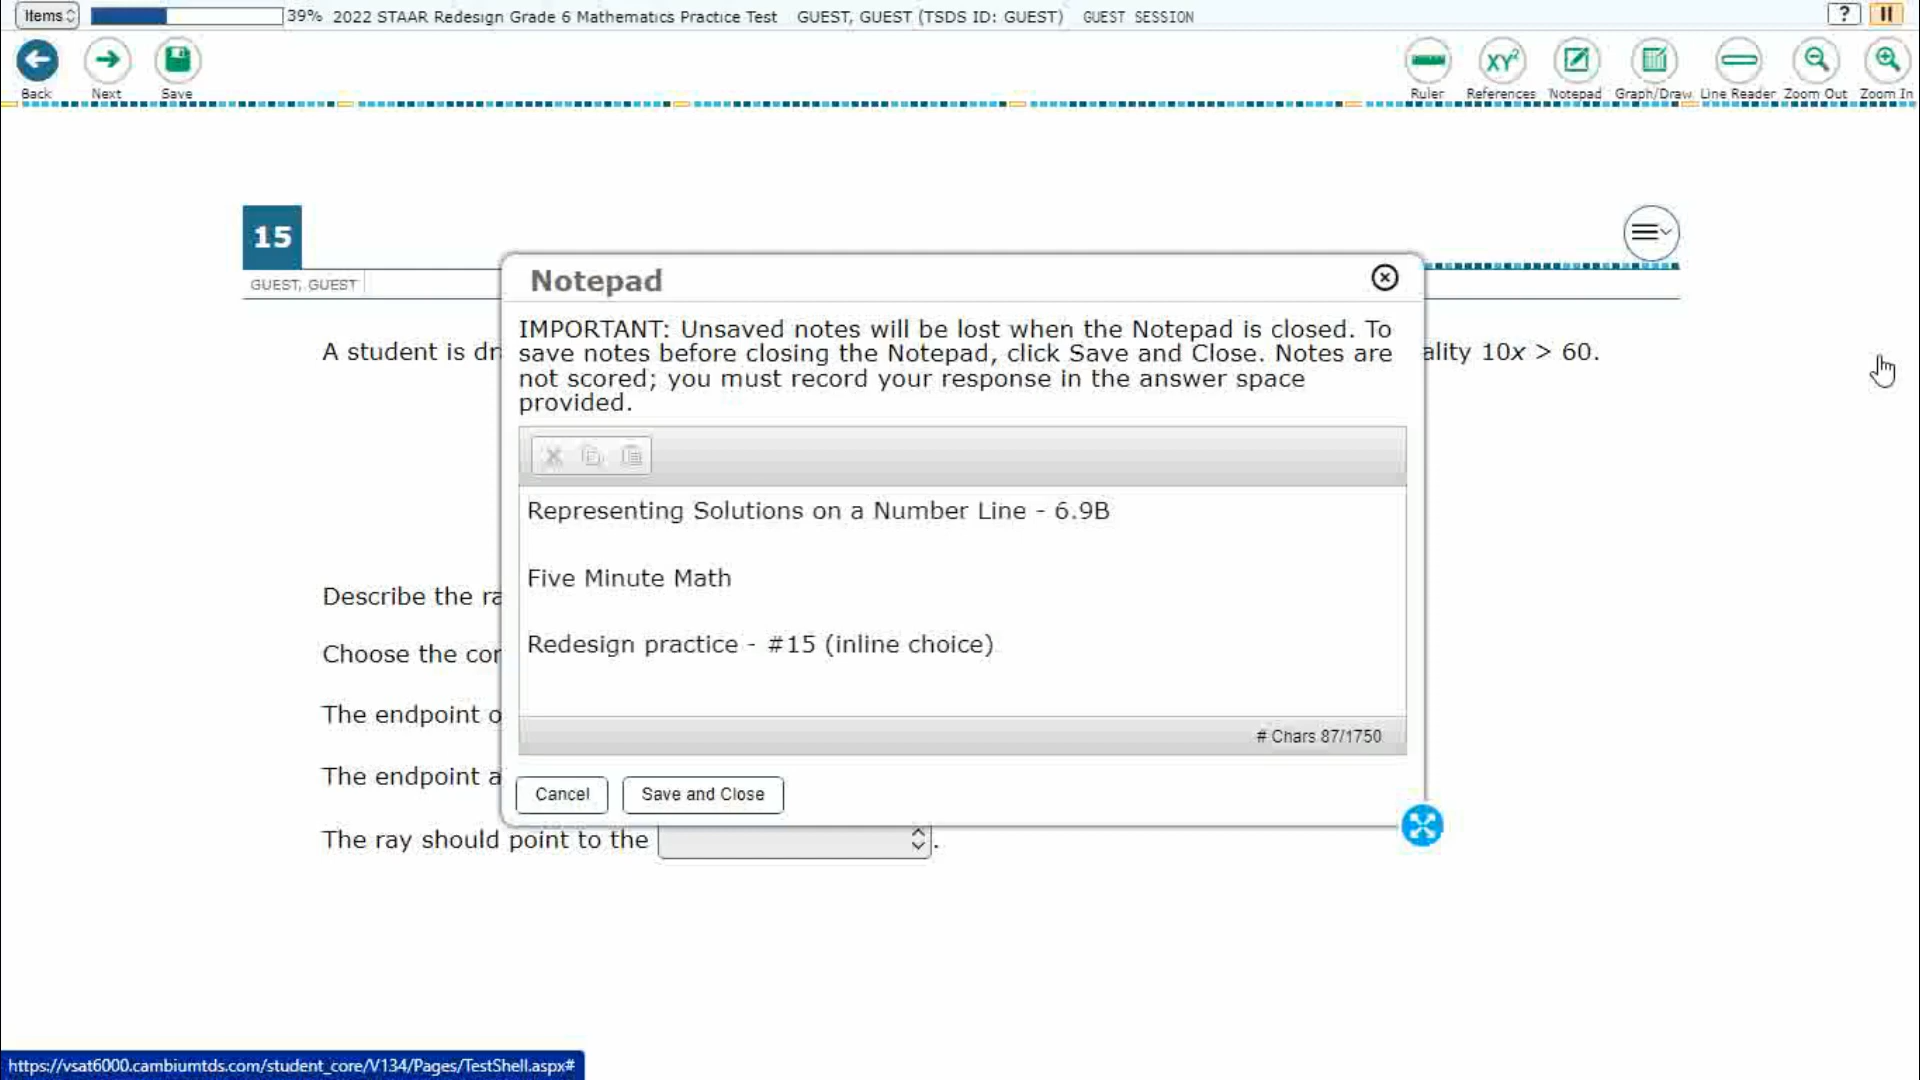 Items 39% 2022 STAAR Redesign Grade 6 Mathematics Practice Test GUEST, GUEST (TSDS ID: GUEST) GUEST SESSION ?
XY²
Back Next Save Ruler References Notepad Graph/Draw Line Reader Zoom Out Zoom In
15
GUEST, GUEST
Notepad
IMPORTANT: Unsaved notes will be lost when the Notepad is closed. To
save notes before closing the Notepad, click Save and Close. Notes are
not scored; you must record your response in the answer space
provided.
A student is dr
ality 10x > 60.
Representing Solutions on a Number Line - 6.9B
Five Minute Math
Redesign practice - #15 (inline choice)
# Chars 87/1750
Cancel Save and Close
Describe the ra
Choose the cor
The endpoint o
The endpoint a
The ray should point to the .
https://vsat6000.cambiumtds.com/student_core/V134/Pages/TestShell.aspx#